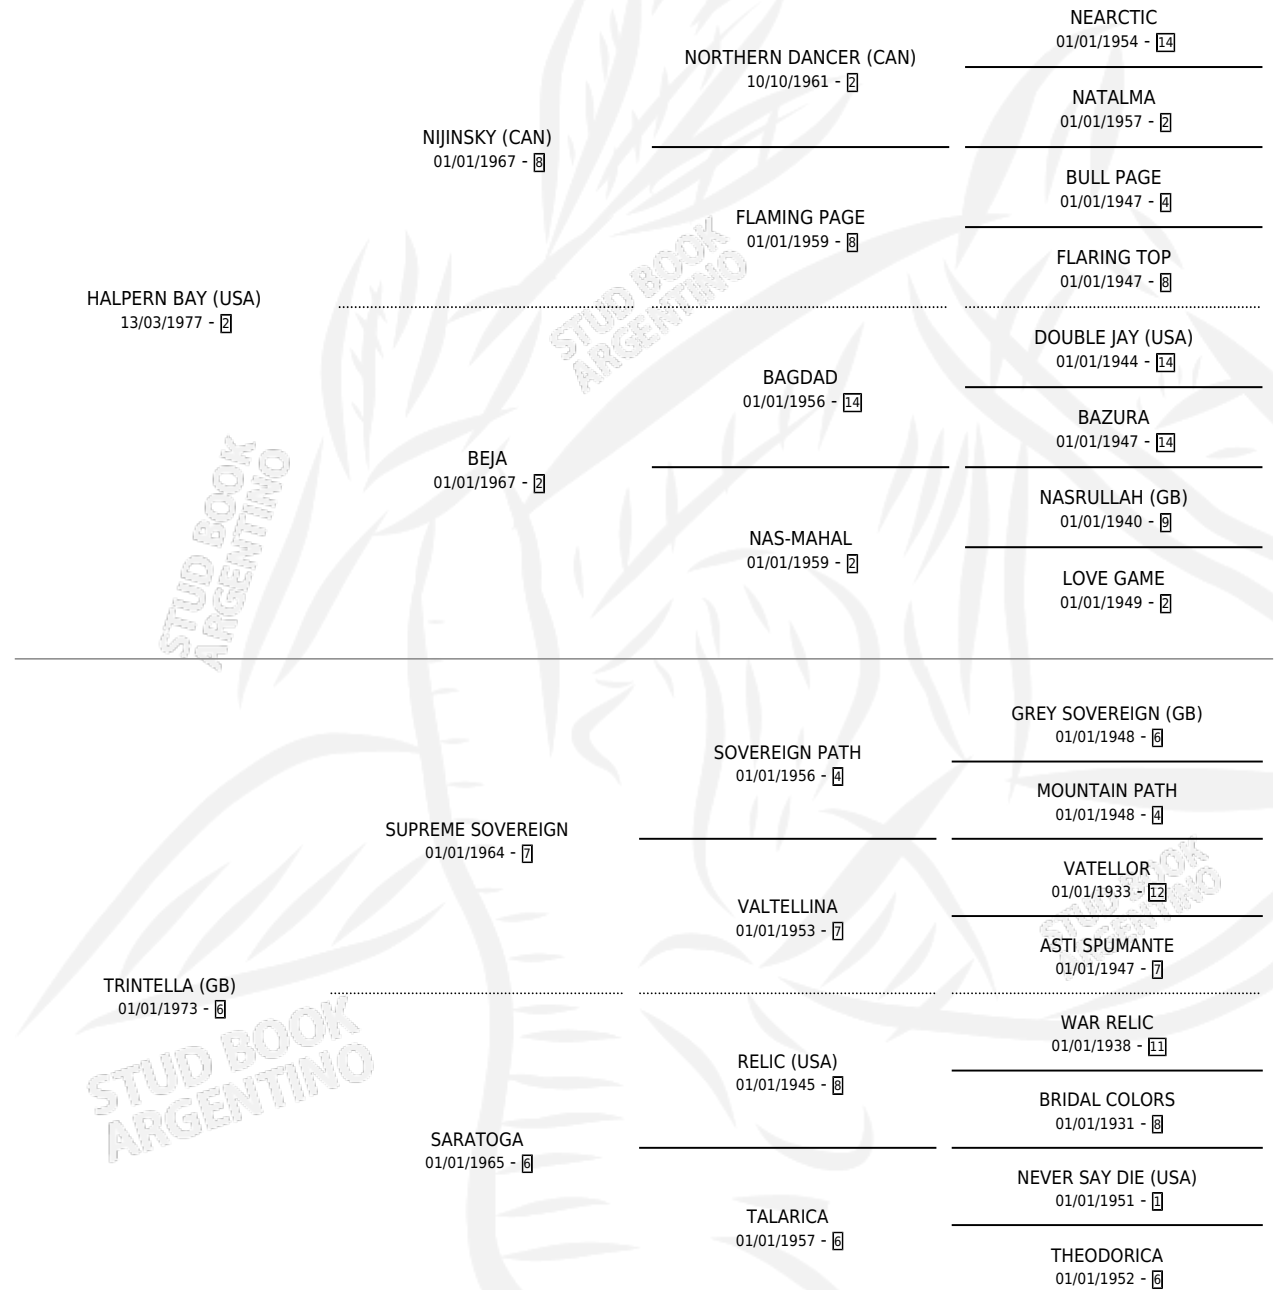 HALPERN BAY (USA)
13/03/1977 - 2
NIJINSKY (CAN)
01/01/1967 - 8
BEJA
01/01/1967 - 2
NORTHERN DANCER (CAN)
10/10/1961 - 2
FLAMING PAGE
01/01/1959 - 8
BAGDAD
01/01/1956 - 14
NAS-MAHAL
01/01/1959 - 2
NEARCTIC
01/01/1954 - 14
NATALMA
01/01/1957 - 2
BULL PAGE
01/01/1947 - 4
FLARING TOP
01/01/1947 - 8
DOUBLE JAY (USA)
01/01/1944 - 14
BAZURA
01/01/1947 - 14
NASRULLAH (GB)
01/01/1940 - 9
LOVE GAME
01/01/1949 - 2
TRINTELLA (GB)
01/01/1973 - 6
SUPREME SOVEREIGN
01/01/1964 - 7
SARATOGA
01/01/1965 - 6
SOVEREIGN PATH
01/01/1956 - 4
VALTELLINA
01/01/1953 - 7
RELIC (USA)
01/01/1945 - 8
TALARICA
01/01/1957 - 6
GREY SOVEREIGN (GB)
01/01/1948 - 6
MOUNTAIN PATH
01/01/1948 - 4
VATELLOR
01/01/1933 - 12
ASTI SPUMANTE
01/01/1947 - 7
WAR RELIC
01/01/1938 - 11
BRIDAL COLORS
01/01/1931 - 8
NEVER SAY DIE (USA)
01/01/1951 - 1
THEODORICA
01/01/1952 - 6
STUD BOOK
ARGENTINO
STUD BOOK
ARGENTINO
STUD BOOK
ARGENTINO
STUD BOOK
ARGENTINO